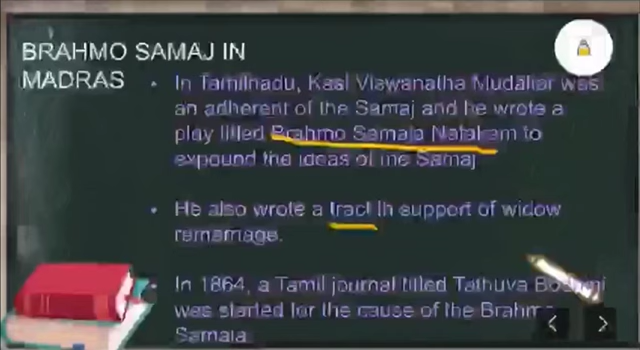 BRAHMO SAMAJ IN
MADRAS
• In Tamilnadu, Kasi Viswanatha Mudaliar was
an adherent of the Samaj and he wrote a
play titled Brahmo Samaja Natakam to
expound the ideas of the Samaj
• He also wrote a tract in support of widow
remarriage.
• In 1864, a Tamil journal titled Tathuva Bodhini
was started for the cause of the Brahmo
Samaja